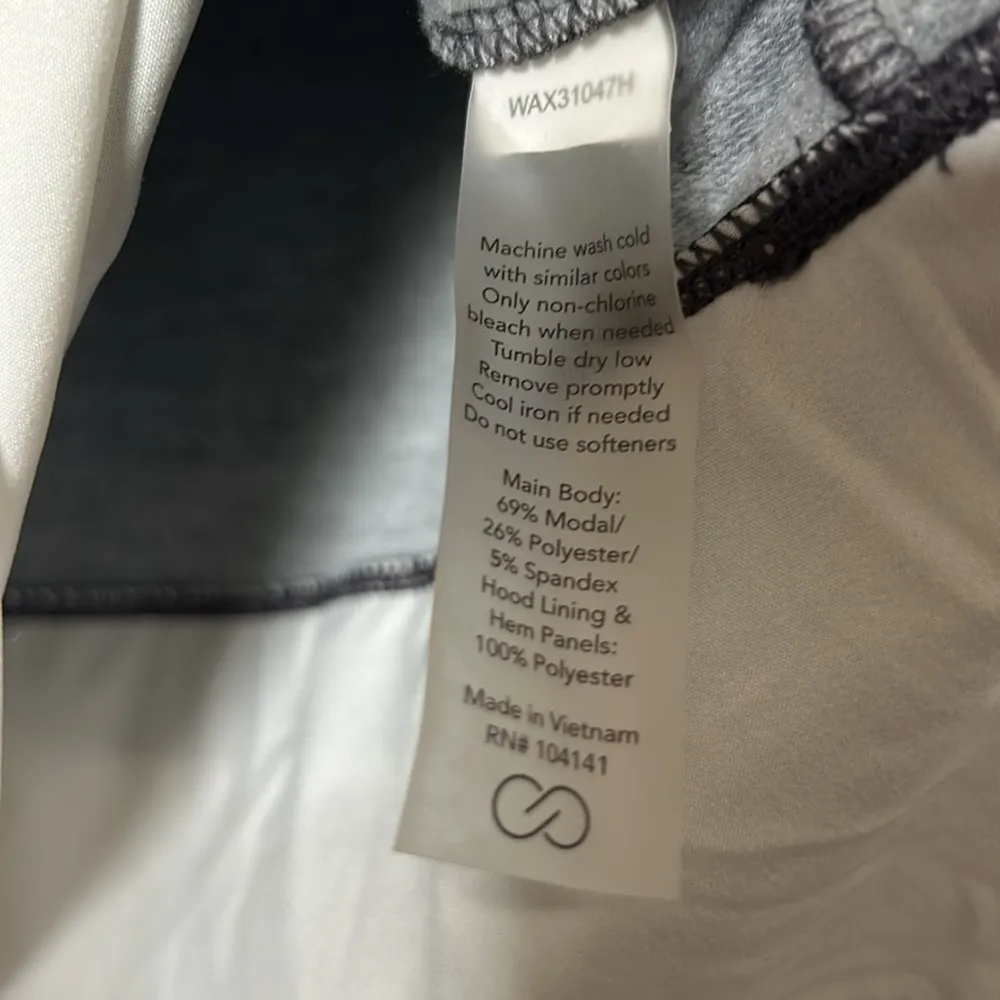 WAX31047H
Machine wash cold
with similar colors
Only non-chlorine
bleach when needed
Tumble dry low
Remove promptly
Cool iron if needed
Do not use softeners
Main Body:
69% Modal/
26% Polyester/
5% Spandex
Hood Lining &
Hem Panels:
100% Polyester
Made in Vietnam
RN# 104141